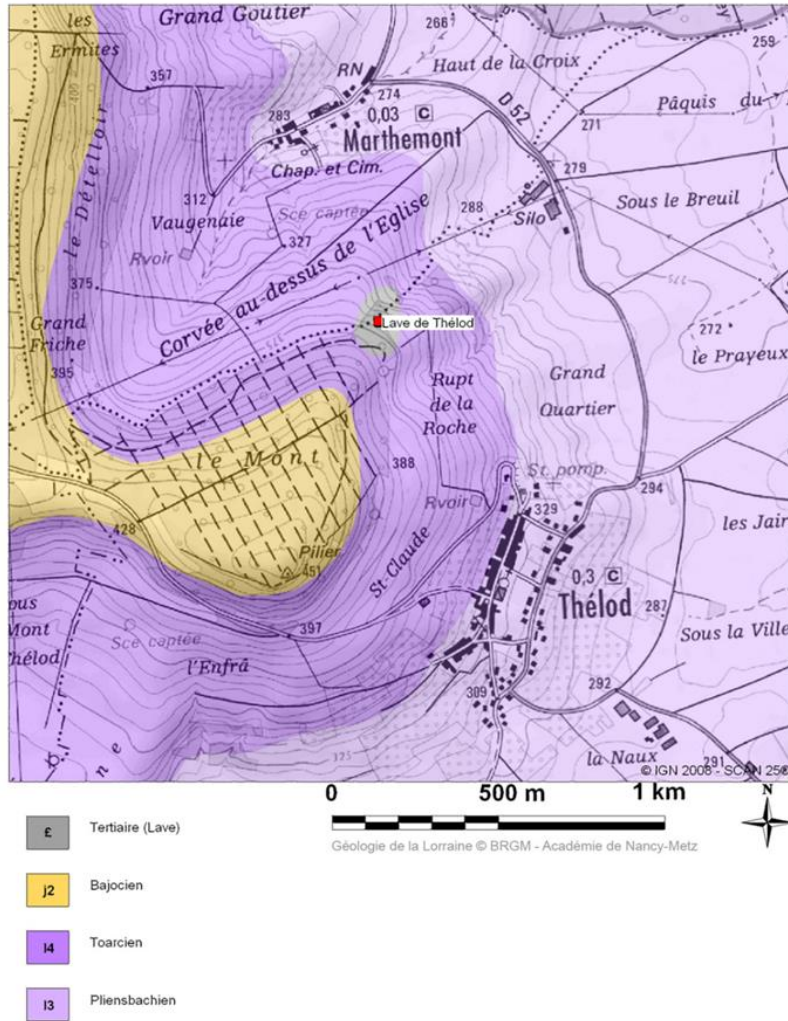 les
Ermites
Grand Goutier
266
259
RN
Haut de la Croix
357
274
0,03 C
D 52
Pâquis du
283
Marthemont
271
Chap. et Cim.
279
le Dételloir
312
Vaugenaie
Sce captée
288
Silo
Sous le Breuil
327
Rvoir
Corvée au-dessus de l'Eglise
375
275
Lave de Thélod
272
le Prayeux
Grand
Friche
395
Rupt
de la
Roche
Grand
Quartier
le Mont
388
St. pomp.
294
Rvoir
329
428
les Jair
Pilier
451
St-Claude
0,3 C
Thélod
287
ous
Mont
hélod
Sce captée
397
Sous la Ville
l'Enfrâ
309
292
ne
325
la Naux
291
© IGN 2008 - SCAN 25
0 500 m 1 km
N
Géologie de la Lorraine © BRGM - Académie de Nancy-Metz
£ Tertiaire (Lave)
j2 Bajocien
l4 Toarcien
l3 Pliensbachien